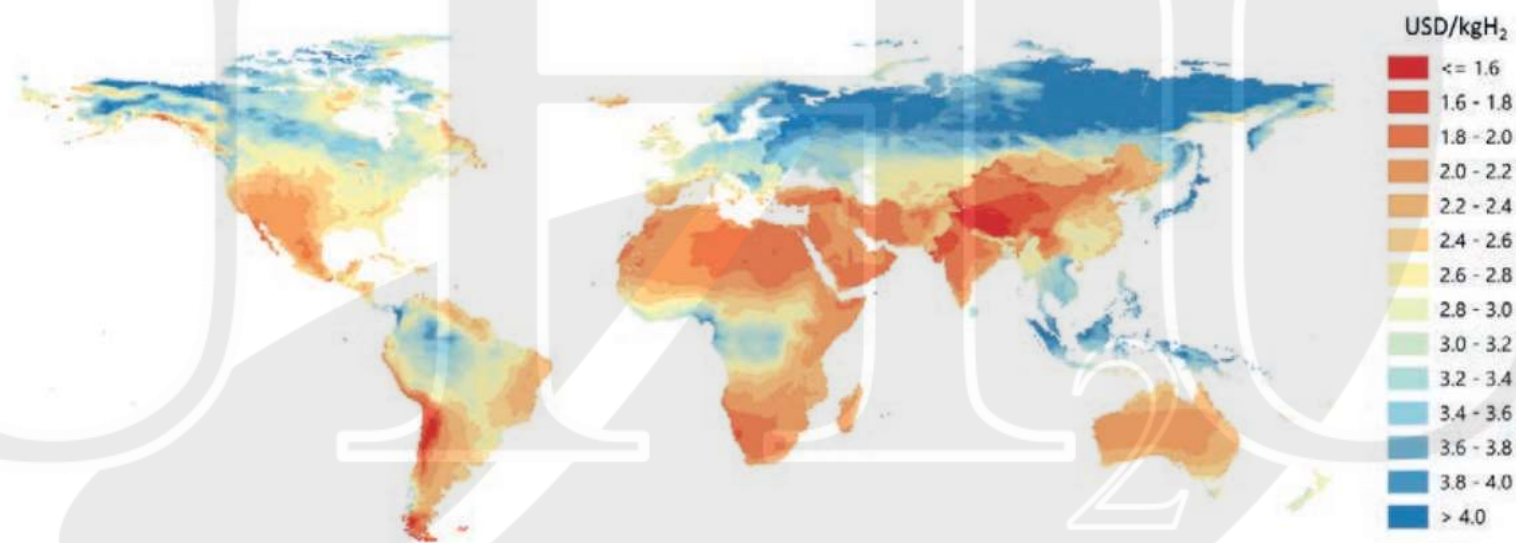 USD/kgH₂
<= 1.6
1.6 - 1.8
1.8 - 2.0
2.0 - 2.2
2.2 - 2.4
2.4 - 2.6
2.6 - 2.8
2.8 - 3.0
3.0 - 3.2
3.2 - 3.4
3.4 - 3.6
3.6 - 3.8
3.8 - 4.0
> 4.0
2